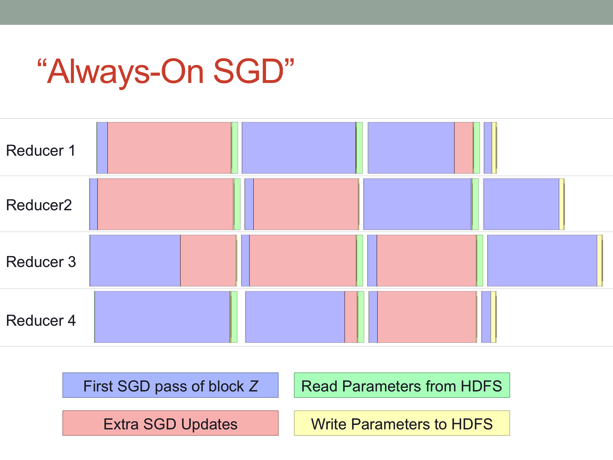 “Always-On SGD”
Reducer 1
Reducer2
Reducer 3
Reducer 4
First SGD pass of block Z
Read Parameters from HDFS
Extra SGD Updates
Write Parameters to HDFS